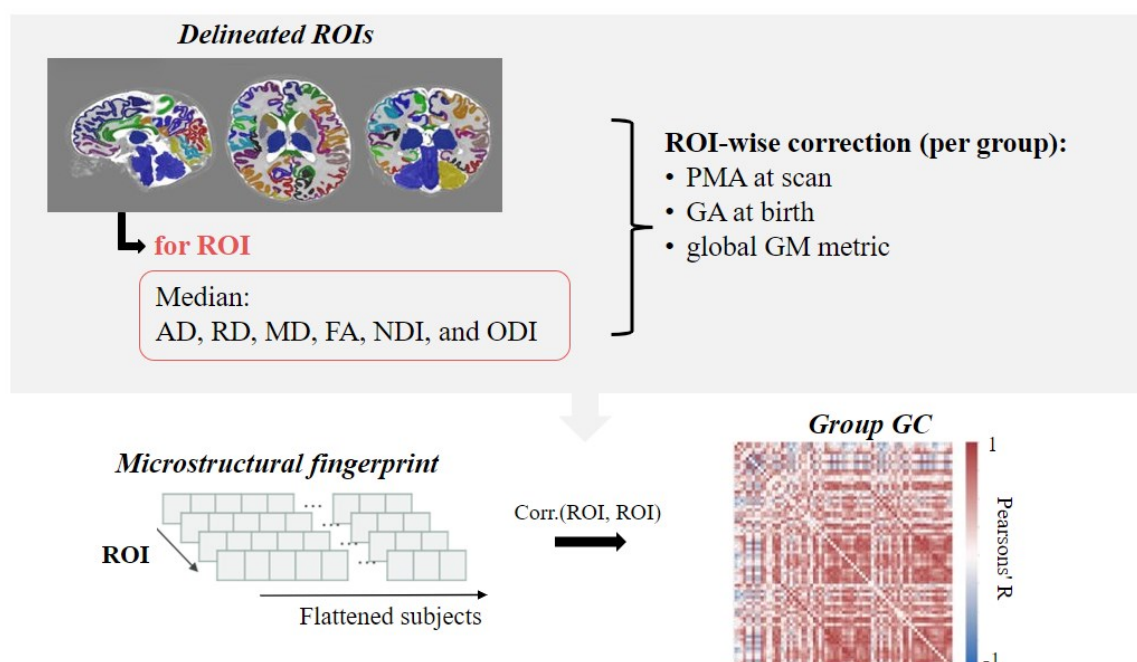 Delineated ROIs
for ROI
Median:
AD, RD, MD, FA, NDI, and ODI
ROI-wise correction (per group):
• PMA at scan
• GA at birth
• global GM metric
Microstructural fingerprint
ROI
... ...
...
...
...
Flattened subjects
Corr.(ROI, ROI)
Group GC
1
Pearsons' R
-1